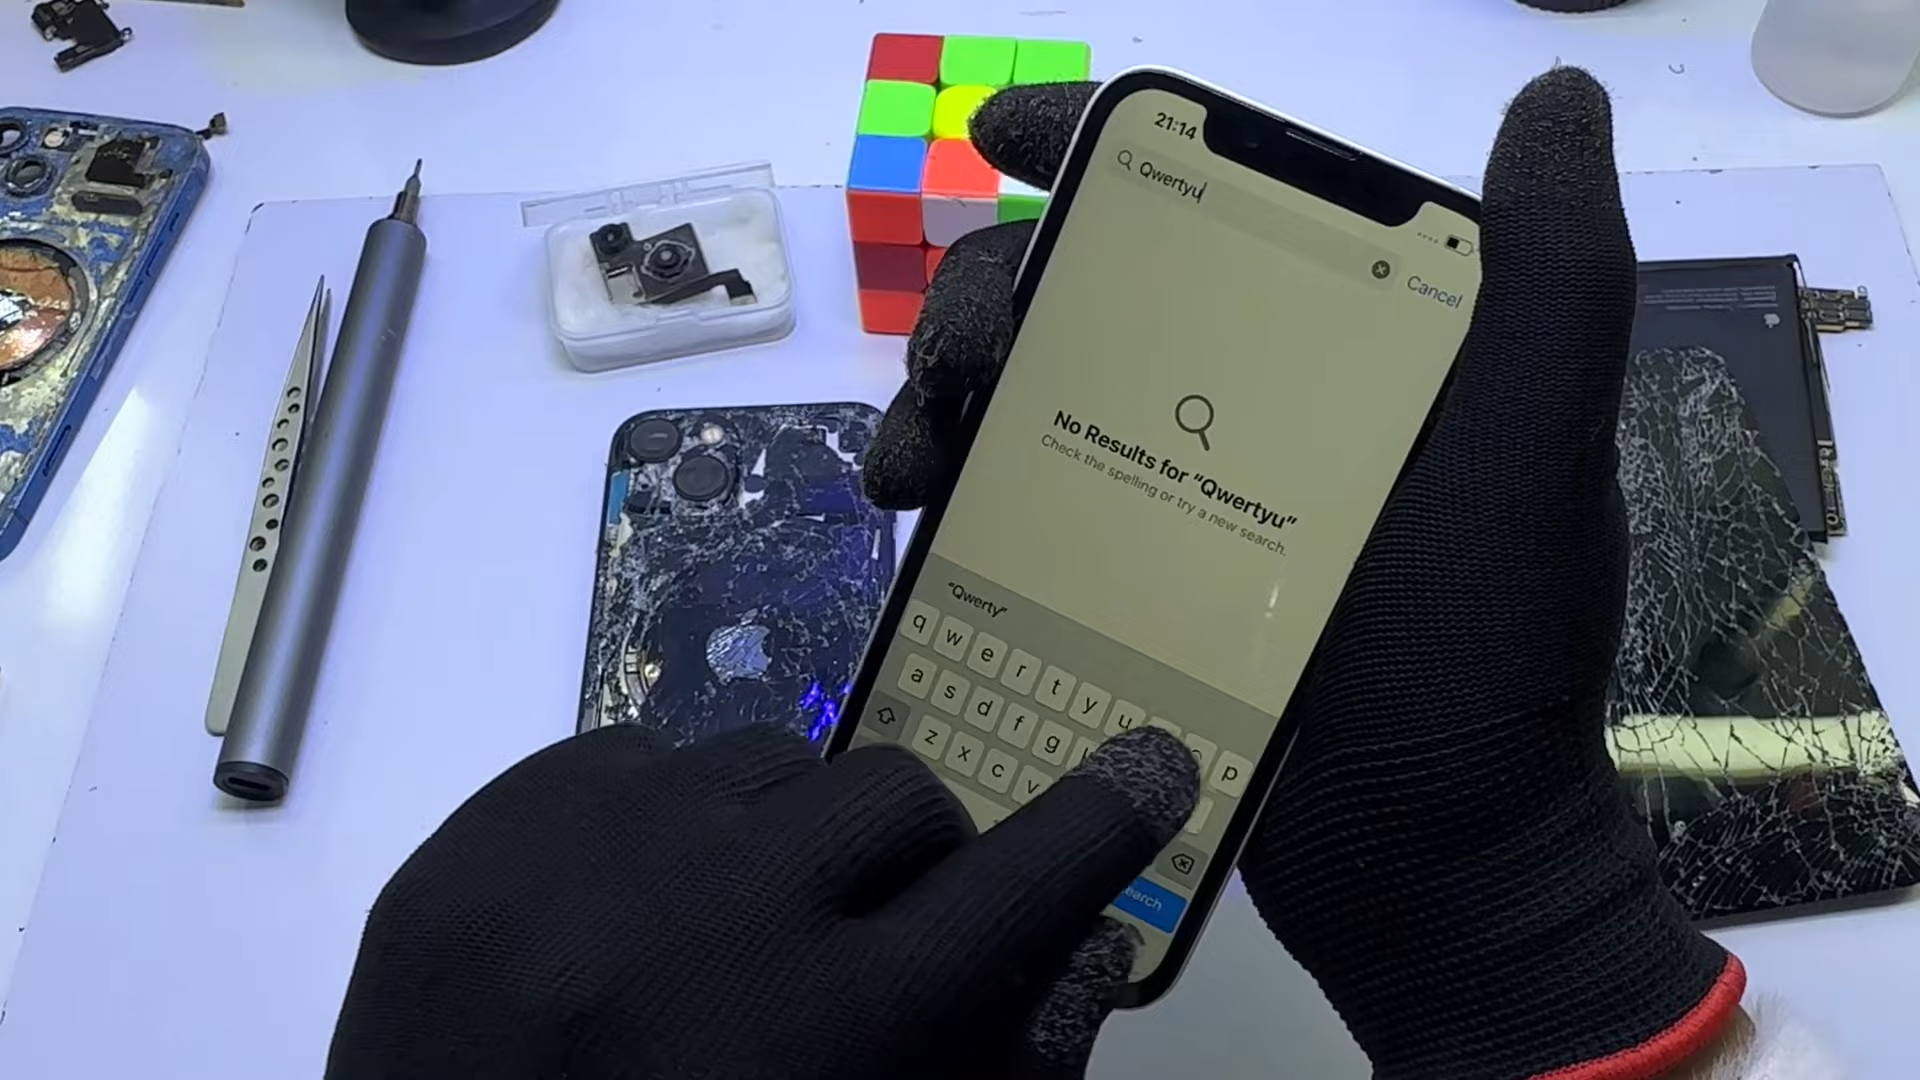 21:14
Qwertyu
Cancel
No Results for “Qwertyu”
Check the spelling or try a new search.
“Qwerty”
q w e r t y u p
a s d f g
z x c v